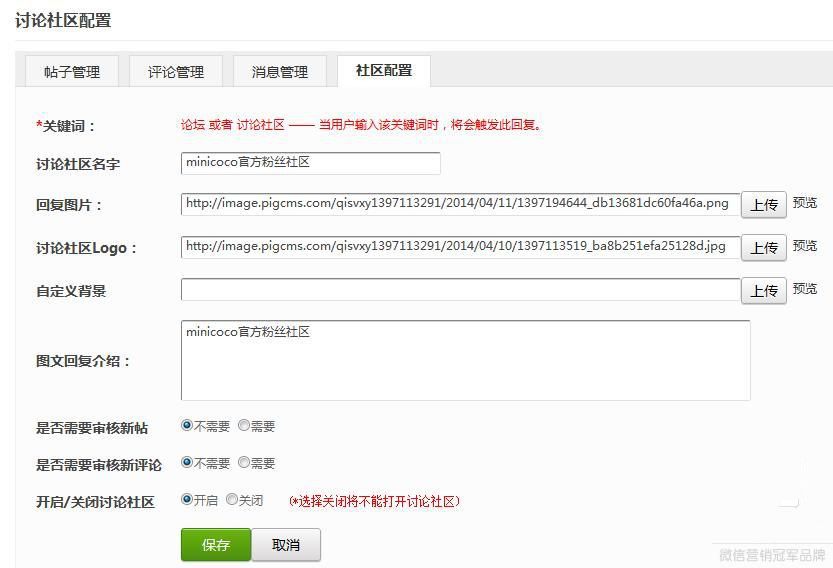 讨论社区配置
帖子管理 评论管理 消息管理 社区配置
*关键词： 论坛 或者 讨论社区 —— 当用户输入该关键词时，将会触发此回复。
讨论社区名字 minicoco官方粉丝社区
回复图片： http://image.pigcms.com/qisvxy1397113291/2014/04/11/1397194644_db13681dc60fa46a.png 上传 预览
讨论社区Logo： http://image.pigcms.com/qisvxy1397113291/2014/04/10/1397113519_ba8b251efa25128d.jpg 上传 预览
自定义背景 上传 预览
图文回复介绍： minicoco官方粉丝社区
是否需要审核新帖 不需要 需要
是否需要审核新评论 不需要 需要
开启/关闭讨论社区 开启 关闭 (*选择关闭将不能打开讨论社区)
保存 取消
微信营销冠军品牌